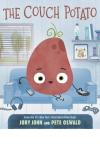 THE COUCH POTATO
JORY JOHN and PETE OSWALD